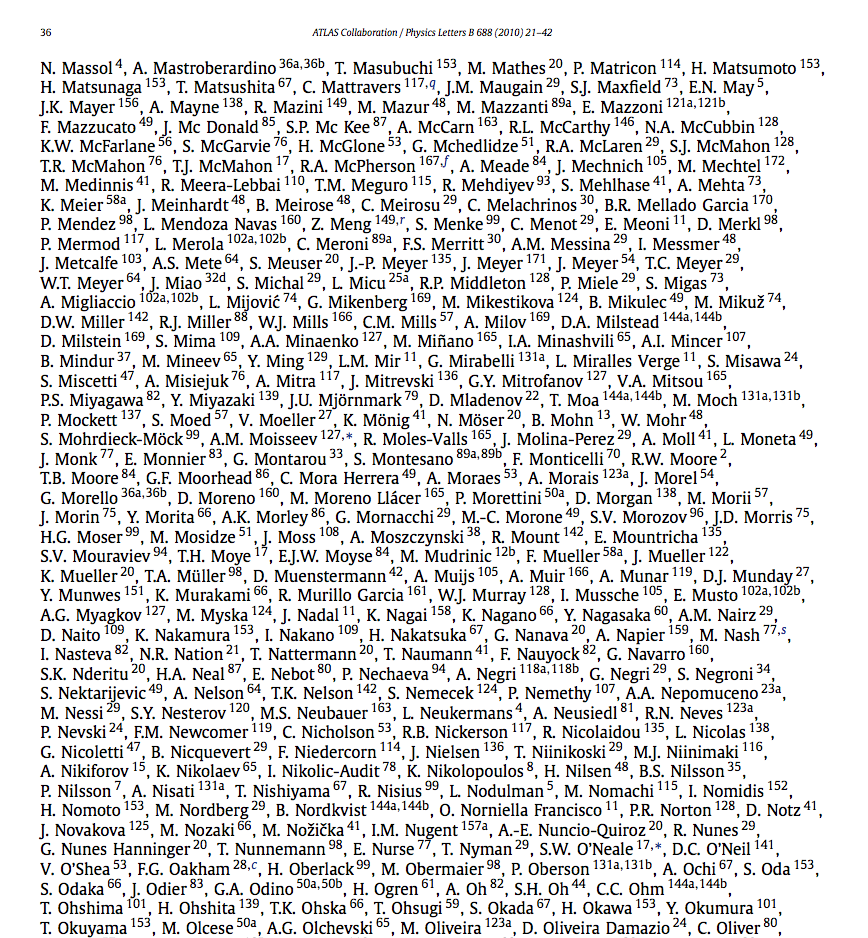 36
ATLAS Collaboration / Physics Letters B 688 (2010) 21–42
N. Massol 4, A. Mastroberardino 36a,36b, T. Masubuchi 153, M. Mathes 20, P. Matricon 114, H. Matsumoto 153,
H. Matsunaga 153, T. Matsushita 67, C. Mattravers 117,q, J.M. Maugain 29, S.J. Maxfield 73, E.N. May 5,
J.K. Mayer 156, A. Mayne 138, R. Mazini 149, M. Mazur 48, M. Mazzanti 89a, E. Mazzoni 121a,121b,
F. Mazzucato 49, J. Mc Donald 85, S.P. Mc Kee 87, A. McCarn 163, R.L. McCarthy 146, N.A. McCubbin 128,
K.W. McFarlane 56, S. McGarvie 76, H. McGlone 53, G. Mchedlidze 51, R.A. McLaren 29, S.J. McMahon 128,
T.R. McMahon 76, T.J. McMahon 17, R.A. McPherson 167,f, A. Meade 84, J. Mechnich 105, M. Mechtel 172,
M. Medinnis 41, R. Meera-Lebbai 110, T.M. Meguro 115, R. Mehdiyev 93, S. Mehlhase 41, A. Mehta 73,
K. Meier 58a, J. Meinhardt 48, B. Meirose 48, C. Meirosu 29, C. Melachrinos 30, B.R. Mellado Garcia 170,
P. Mendez 98, L. Mendoza Navas 160, Z. Meng 149,r, S. Menke 99, C. Menot 29, E. Meoni 11, D. Merkl 98,
P. Mermod 117, L. Merola 102a,102b, C. Meroni 89a, F.S. Merritt 30, A.M. Messina 29, I. Messmer 48,
J. Metcalfe 103, A.S. Mete 64, S. Meuser 20, J.-P. Meyer 135, J. Meyer 171, J. Meyer 54, T.C. Meyer 29,
W.T. Meyer 64, J. Miao 32d, S. Michal 29, L. Micu 25a, R.P. Middleton 128, P. Miele 29, S. Migas 73,
A. Migliaccio 102a,102b, L. Mijović 74, G. Mikenberg 169, M. Mikestikova 124, B. Mikulec 49, M. Mikuž 74,
D.W. Miller 142, R.J. Miller 88, W.J. Mills 166, C.M. Mills 57, A. Milov 169, D.A. Milstead 144a,144b,
D. Milstein 169, S. Mima 109, A.A. Minaenko 127, M. Miñano 165, I.A. Minashvili 65, A.I. Mincer 107,
B. Mindur 37, M. Mineev 65, Y. Ming 129, L.M. Mir 11, G. Mirabelli 131a, L. Miralles Verge 11, S. Misawa 24,
S. Miscetti 47, A. Misiejuk 76, A. Mitra 117, J. Mitrevski 136, G.Y. Mitrofanov 127, V.A. Mitsou 165,
P.S. Miyagawa 82, Y. Miyazaki 139, J.U. Mjörnmark 79, D. Mladenov 22, T. Moa 144a,144b, M. Moch 131a,131b,
P. Mockett 137, S. Moed 57, V. Moeller 27, K. Mönig 41, N. Möser 20, B. Mohn 13, W. Mohr 48,
S. Mohrdieck-Möck 99, A.M. Moisseev 127,*, R. Moles-Valls 165, J. Molina-Perez 29, A. Moll 41, L. Moneta 49,
J. Monk 77, E. Monnier 83, G. Montarou 33, S. Montesano 89a,89b, F. Monticelli 70, R.W. Moore 2,
T.B. Moore 84, G.F. Moorhead 86, C. Mora Herrera 49, A. Moraes 53, A. Morais 123a, J. Morel 54,
G. Morello 36a,36b, D. Moreno 160, M. Moreno Llácer 165, P. Morettini 50a, D. Morgan 138, M. Morii 57,
J. Morin 75, Y. Morita 66, A.K. Morley 86, G. Mornacchi 29, M.-C. Morone 49, S.V. Morozov 96, J.D. Morris 75,
H.G. Moser 99, M. Mosidze 51, J. Moss 108, A. Moszczynski 38, R. Mount 142, E. Mountricha 135,
S.V. Mouraviev 94, T.H. Moye 17, E.J.W. Moyse 84, M. Mudrinic 12b, F. Mueller 58a, J. Mueller 122,
K. Mueller 20, T.A. Müller 98, D. Muenstermann 42, A. Muijs 105, A. Muir 166, A. Munar 119, D.J. Munday 27,
Y. Munwes 151, K. Murakami 66, R. Murillo Garcia 161, W.J. Murray 128, I. Mussche 105, E. Musto 102a,102b,
A.G. Myagkov 127, M. Myska 124, J. Nadal 11, K. Nagai 158, K. Nagano 66, Y. Nagasaka 60, A.M. Nairz 29,
D. Naito 109, K. Nakamura 153, I. Nakano 109, H. Nakatsuka 67, G. Nanava 20, A. Napier 159, M. Nash 77,s,
I. Nasteva 82, N.R. Nation 21, T. Nattermann 20, T. Naumann 41, F. Nauyock 82, G. Navarro 160,
S.K. Nderitu 20, H.A. Neal 87, E. Nebot 80, P. Nechaeva 94, A. Negri 118a,118b, G. Negri 29, S. Negroni 34,
S. Nektarijevic 49, A. Nelson 64, T.K. Nelson 142, S. Nemecek 124, P. Nemethy 107, A.A. Nepomuceno 23a,
M. Nessi 29, S.Y. Nesterov 120, M.S. Neubauer 163, L. Neukermans 4, A. Neusiedl 81, R.N. Neves 123a,
P. Nevski 24, F.M. Newcomer 119, C. Nicholson 53, R.B. Nickerson 117, R. Nicolaidou 135, L. Nicolas 138,
G. Nicoletti 47, B. Nicquevert 29, F. Niedercorn 114, J. Nielsen 136, T. Niinikoski 29, M.J. Niinimaki 116,
A. Nikiforov 15, K. Nikolaev 65, I. Nikolic-Audit 78, K. Nikolopoulos 8, H. Nilsen 48, B.S. Nilsson 35,
P. Nilsson 7, A. Nisati 131a, T. Nishiyama 67, R. Nisius 99, L. Nodulman 5, M. Nomachi 115, I. Nomidis 152,
H. Nomoto 153, M. Nordberg 29, B. Nordkvist 144a,144b, O. Norniella Francisco 11, P.R. Norton 128, D. Notz 41,
J. Novakova 125, M. Nozaki 66, M. Nožička 41, I.M. Nugent 157a, A.-E. Nuncio-Quiroz 20, R. Nunes 29,
G. Nunes Hanninger 20, T. Nunnemann 98, E. Nurse 77, T. Nyman 29, S.W. O'Neale 17,*, D.C. O'Neil 141,
V. O'Shea 53, F.G. Oakham 28,c, H. Oberlack 99, M. Obermaier 98, P. Oberson 131a,131b, A. Ochi 67, S. Oda 153,
S. Odaka 66, J. Odier 83, G.A. Odino 50a,50b, H. Ogren 61, A. Oh 82, S.H. Oh 44, C.C. Ohm 144a,144b,
T. Ohshima 101, H. Ohshita 139, T.K. Ohska 66, T. Ohsugi 59, S. Okada 67, H. Okawa 153, Y. Okumura 101,
T. Okuyama 153, M. Olcese 50a, A.G. Olchevski 65, M. Oliveira 123a, D. Oliveira Damazio 24, C. Oliver 80,